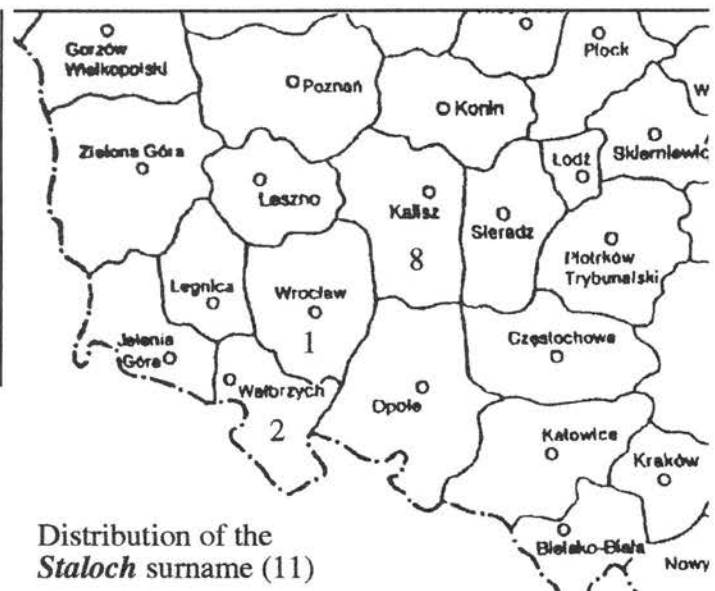 Gorzów
Wielkopolski
Płock
Poznań
Konin
W
Zielona Góra
Łódź
Skierniewic
Leszno
Kalisz
8
Sieradz
Piotrków
Trybunalski
Legnica
Wrocław
1
Jelenia
Góra
Częstochowa
Wałbrzych
2
Opole
Katowice
Kraków
Bielsko-Biała
Nowy
Distribution of the
Staloch surname (11)